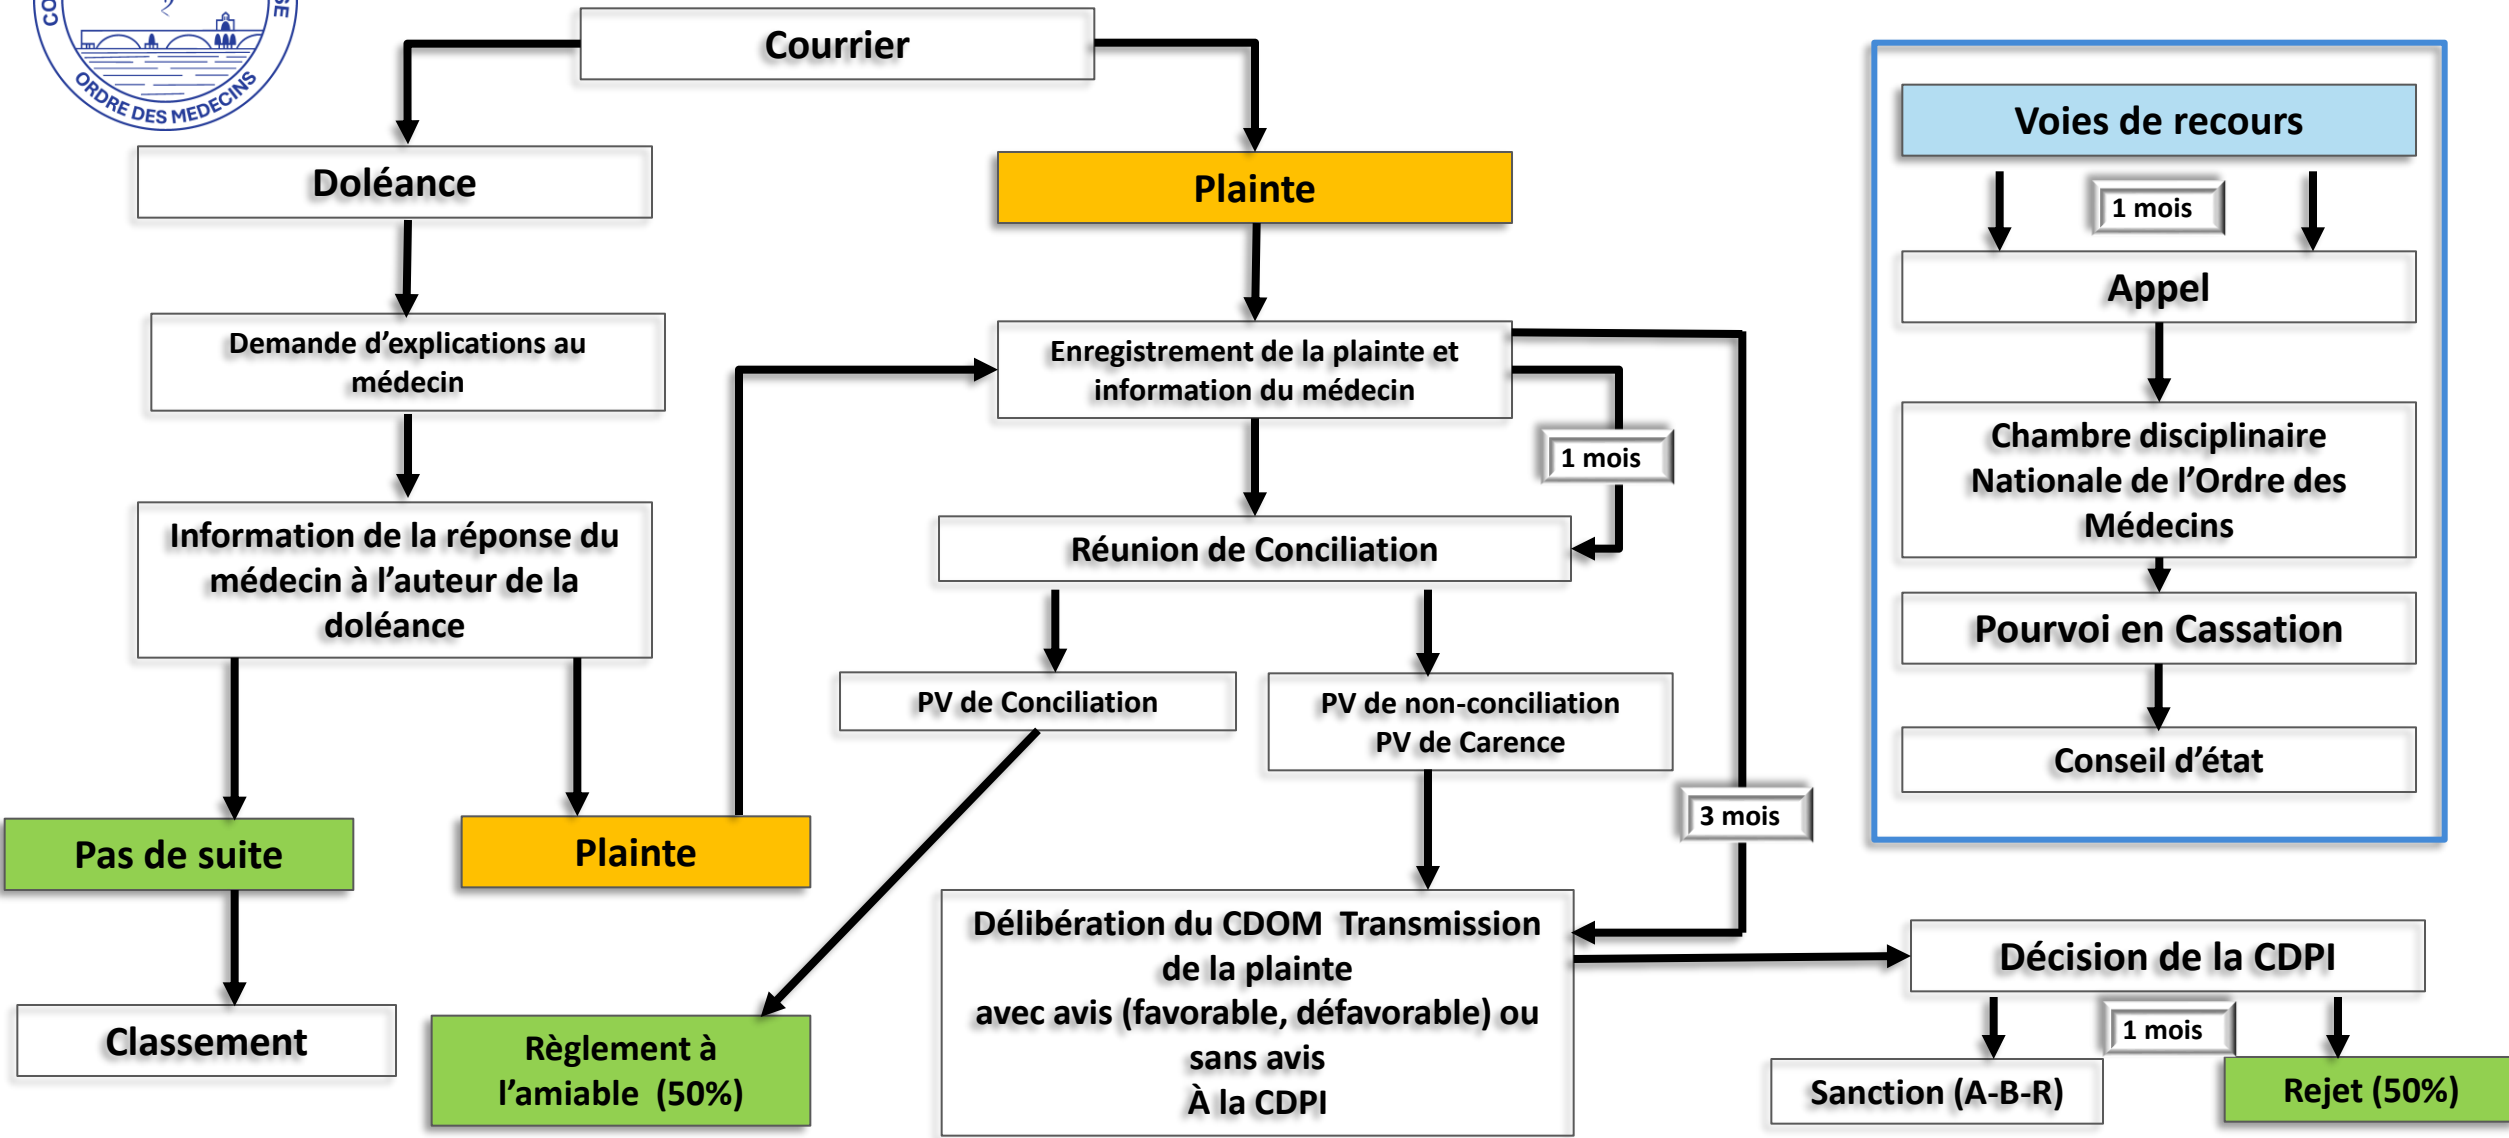 CO
SE
ORDRE DES MEDECINS
Courrier
Doléance
Plainte
Demande d'explications au
médecin
Enregistrement de la plainte et
information du médecin
1 mois
Information de la réponse du
médecin à l'auteur de la
doléance
Réunion de Conciliation
PV de Conciliation
PV de non-conciliation
PV de Carence
3 mois
Pas de suite
Plainte
Classement
Règlement à
l'amiable (50%)
Délibération du CDOM Transmission
de la plainte
avec avis (favorable, défavorable) ou
sans avis
À la CDPI
Décision de la CDPI
1 mois
Sanction (A-B-R)
Rejet (50%)
Voies de recours
1 mois
Appel
Chambre disciplinaire
Nationale de l'Ordre des
Médecins
Pourvoi en Cassation
Conseil d'état